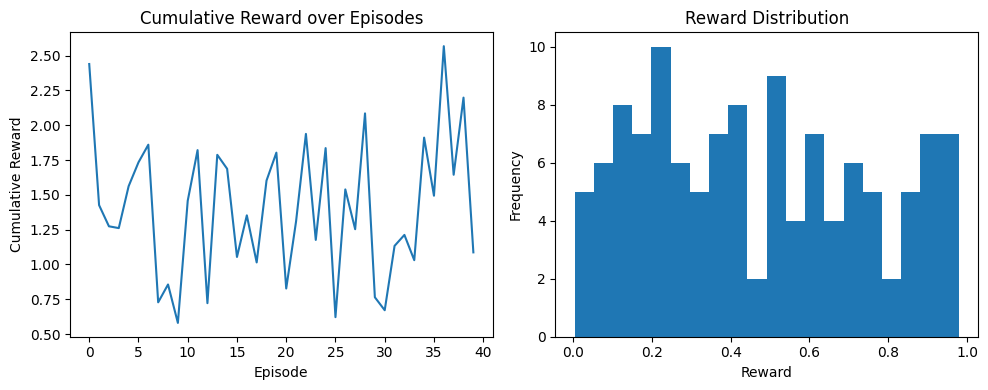 Cumulative Reward over Episodes
Cumulative Reward
2.50
2.25
2.00
1.75
1.50
1.25
1.00
0.75
0.50
0 5 10 15 20 25 30 35 40
Episode
Reward Distribution
Frequency
10
8
6
4
2
0
0.0 0.2 0.4 0.6 0.8 1.0
Reward